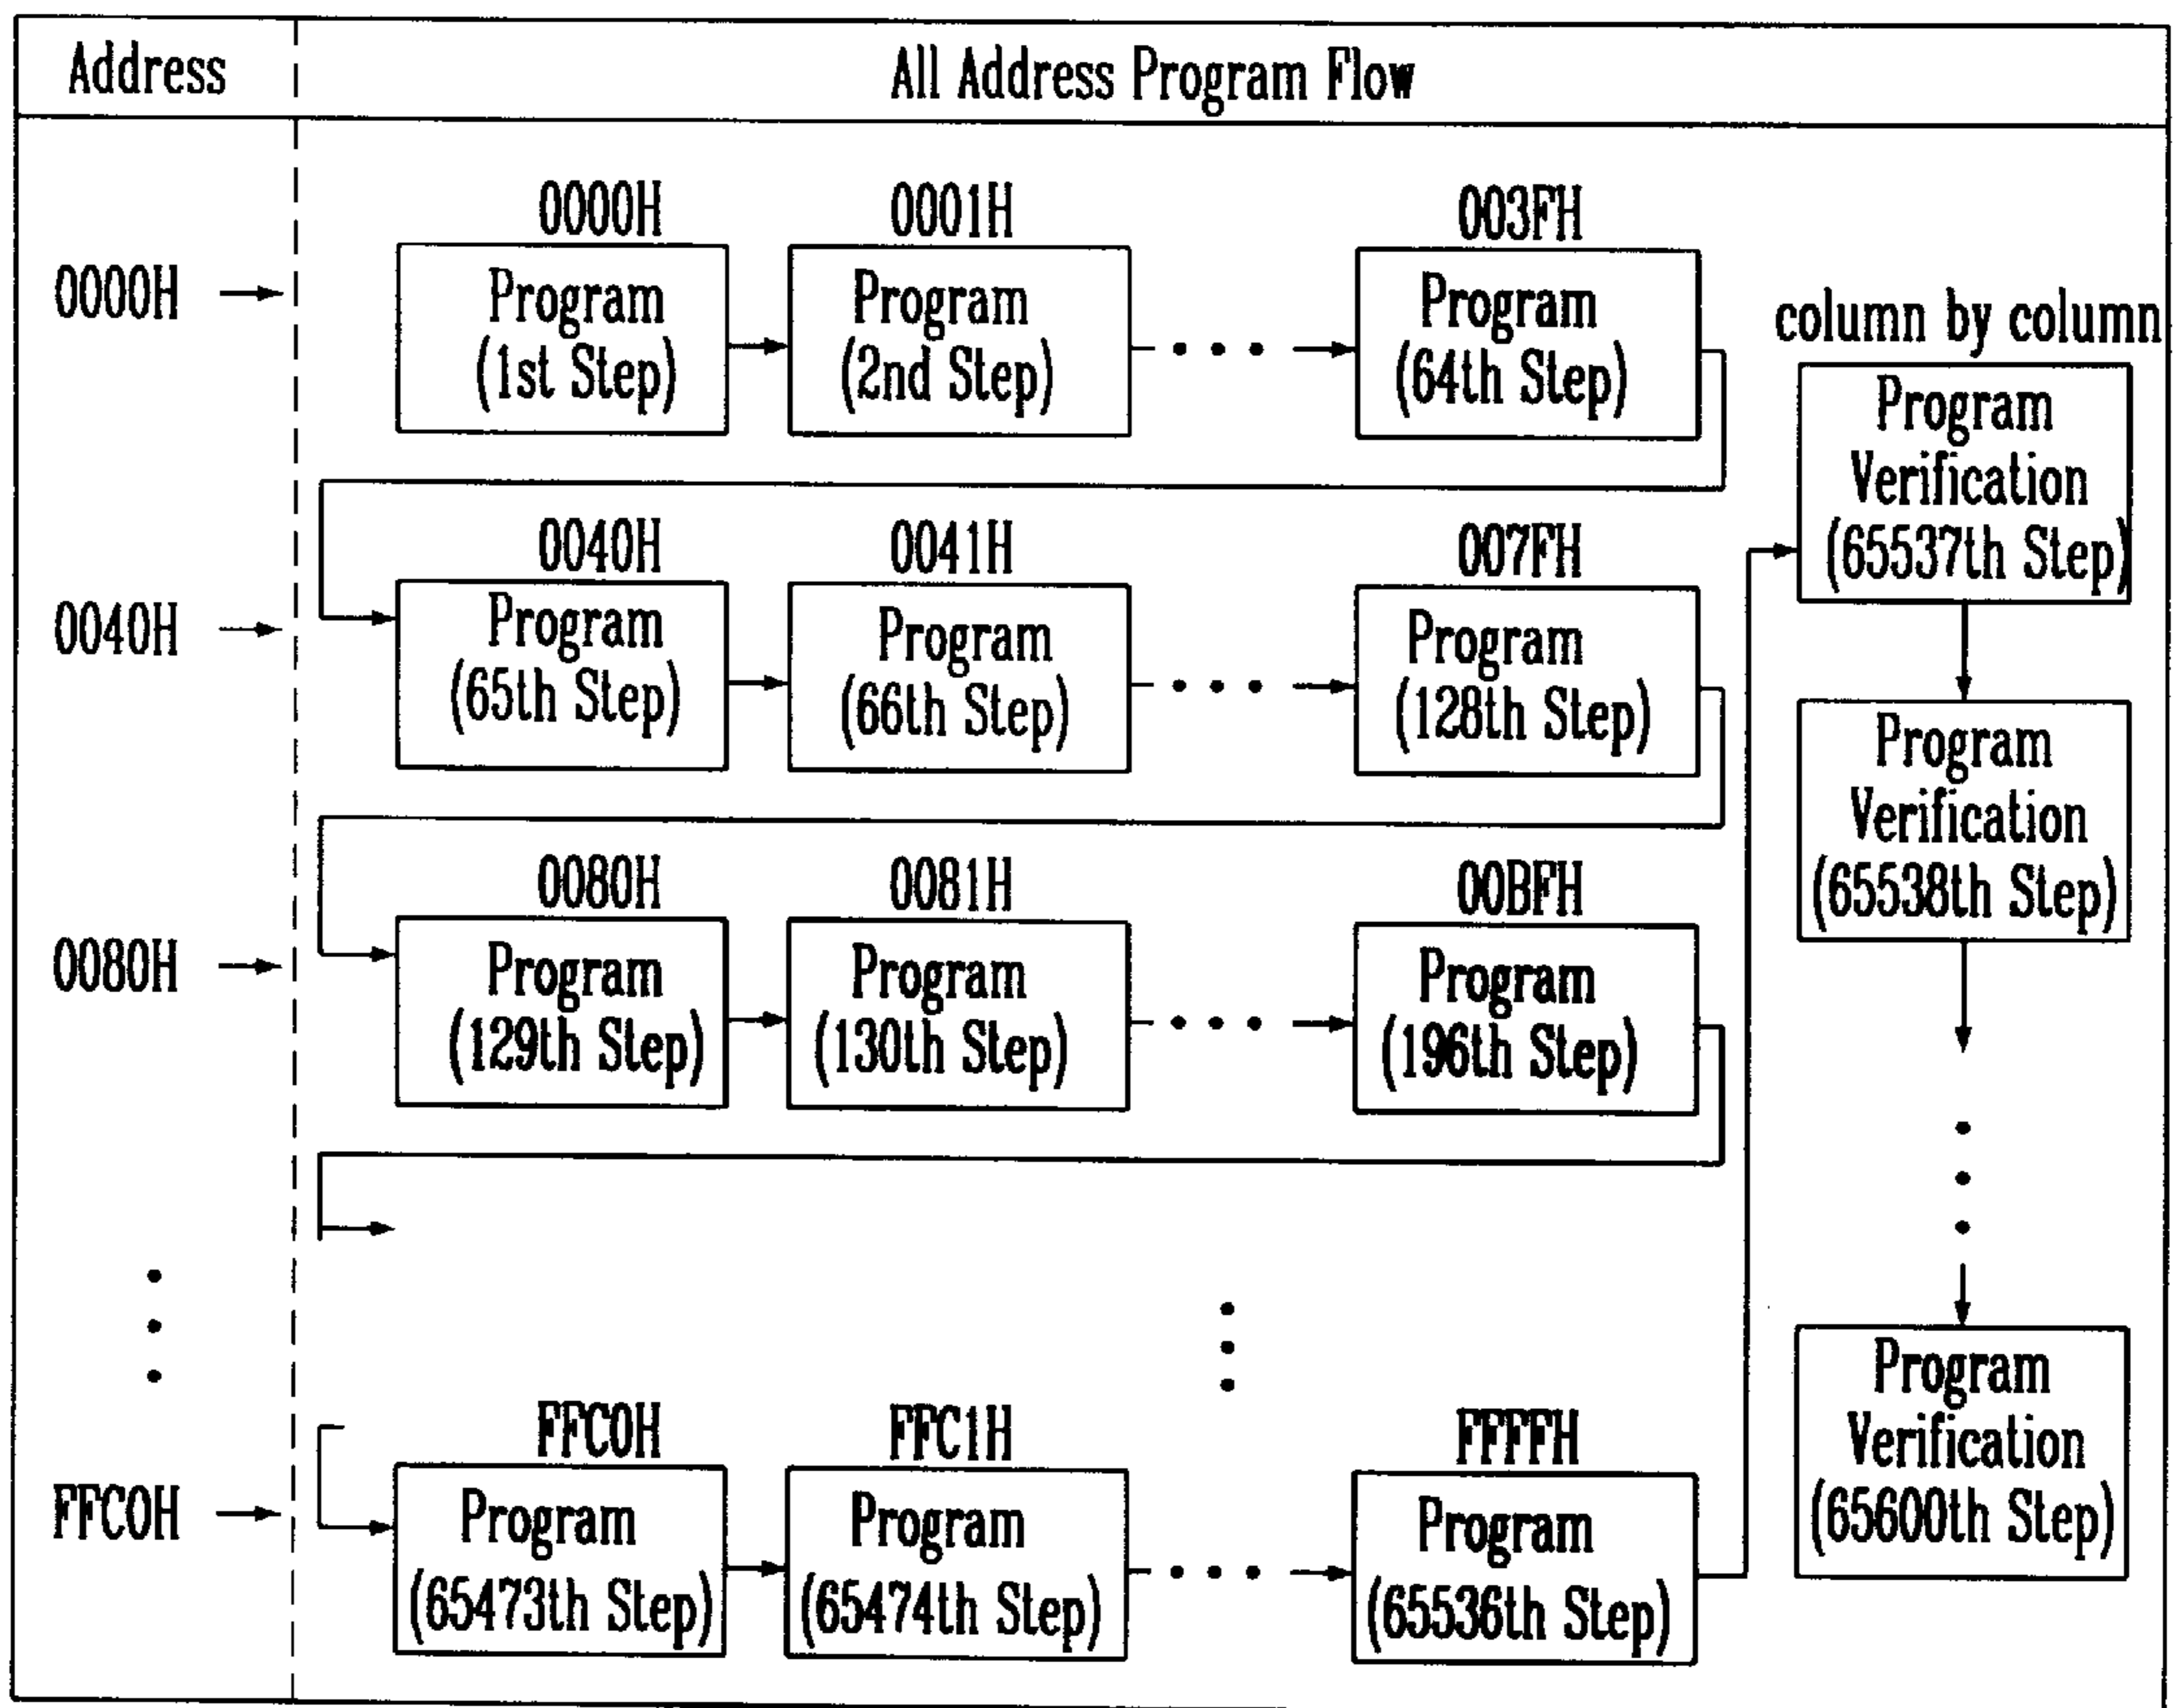 Address
All Address Program Flow
0000H
0000H
Program
(1st Step)
0001H
Program
(2nd Step)
003FH
Program
(64th Step)
0040H
0040H
Program
(65th Step)
0041H
Program
(66th Step)
007FH
Program
(128th Step)
0080H
0080H
Program
(129th Step)
0081H
Program
(130th Step)
00BFH
Program
(196th Step)
FFC0H
FFC0H
Program
(65473th Step)
FFC1H
Program
(65474th Step)
FFFFH
Program
(65536th Step)
column by column
Program
Verification
(65537th Step)
Program
Verification
(65538th Step)
Program
Verification
(65600th Step)